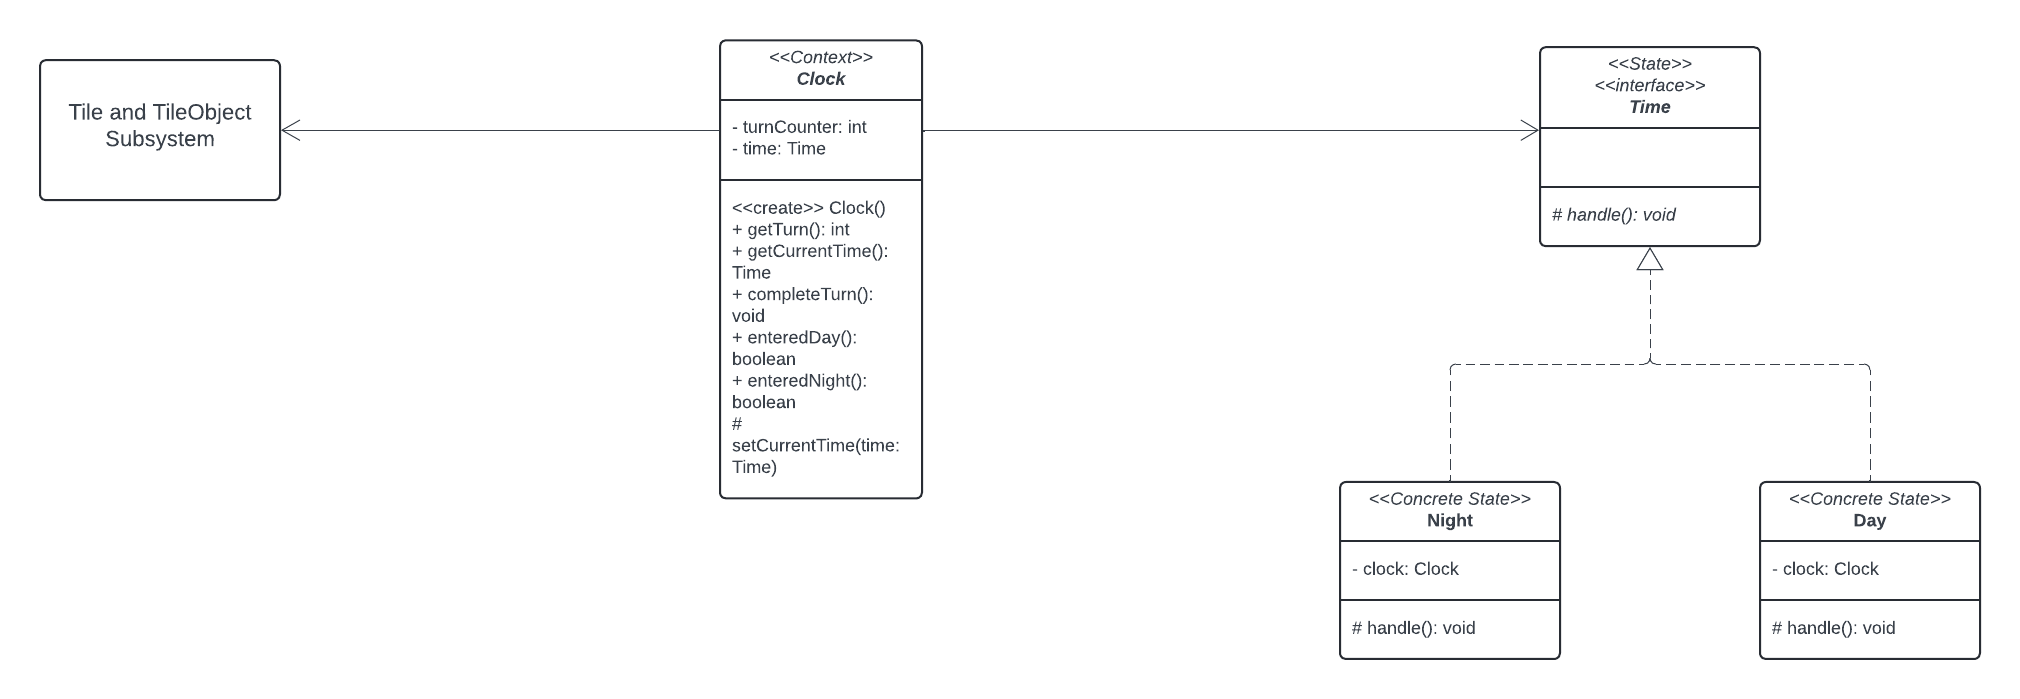 Tile and TileObject
Subsystem
<<Context>>
Clock
- turnCounter: int
- time: Time
<<create>> Clock()
+ getTurn(): int
+ getCurrentTime():
Time
+ completeTurn():
void
+ enteredDay():
boolean
+ enteredNight():
boolean
#
setCurrentTime(time:
Time)
<<State>>
<<interface>>
Time
# handle(): void
<<Concrete State>>
Night
- clock: Clock
# handle(): void
<<Concrete State>>
Day
- clock: Clock
# handle(): void